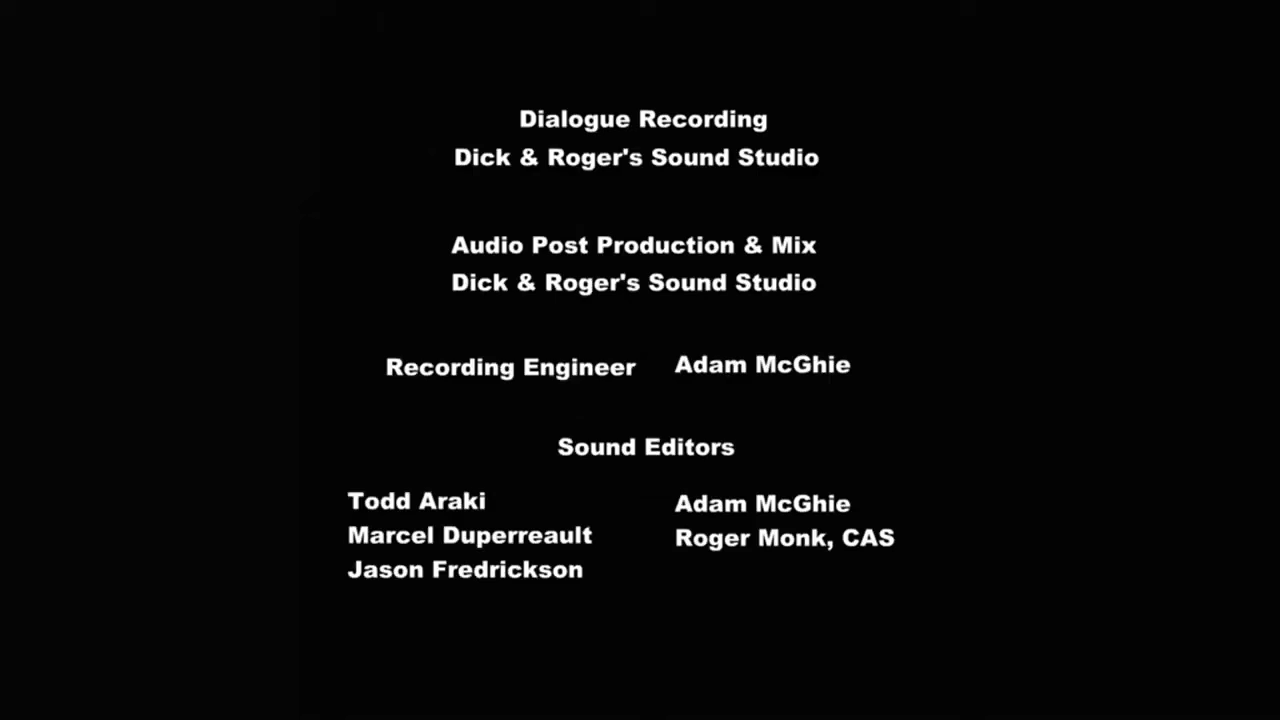 Dialogue Recording
Dick & Roger's Sound Studio
Audio Post Production & Mix
Dick & Roger's Sound Studio
Recording Engineer Adam McGhie
Sound Editors
Todd Araki Adam McGhie
Marcel Duperreault Roger Monk, CAS
Jason Fredrickson